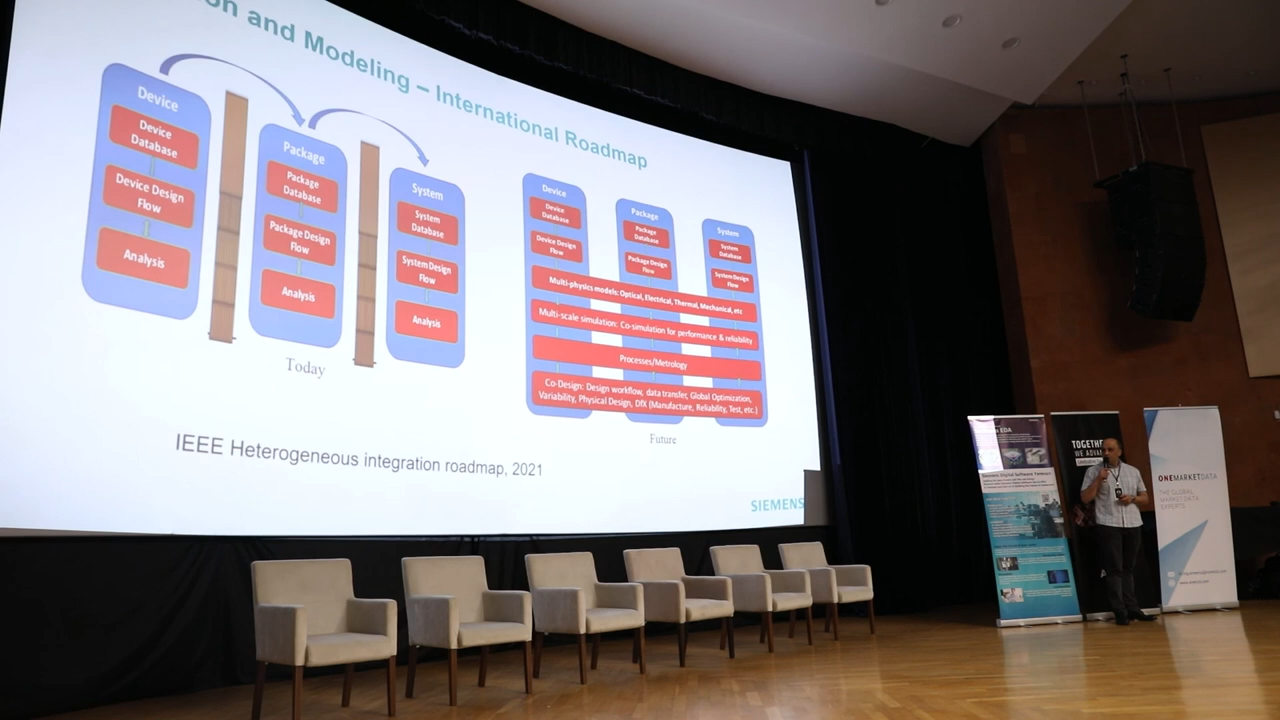 on and Modeling – International Roadmap
Device
Device
Database
Device Design
Flow
Analysis
Package
Package
Database
Package Design
Flow
Analysis
System
System
Database
System Design
Flow
Analysis
Today
Device
Device
Database
Device Design
Flow
Package
Package
Database
Package Design
Flow
System
System
Database
System Design
Flow
Multi-physics models: Optical, Electrical, Thermal, Mechanical, etc
Multi-scale simulation: Co-simulation for performance & reliability
Processes/Metrology
Co-Design: Design workflow, data transfer, Global Optimization,
Variability, Physical Design, DfX (Manufacture, Reliability, Test, etc.)
Future
IEEE Heterogeneous integration roadmap, 2021
SIEMENS
EDA
TOGETHE
WE ADVA
ONEMARKETDATA
THE GLOBAL
MARKET DATA
EXPERTS